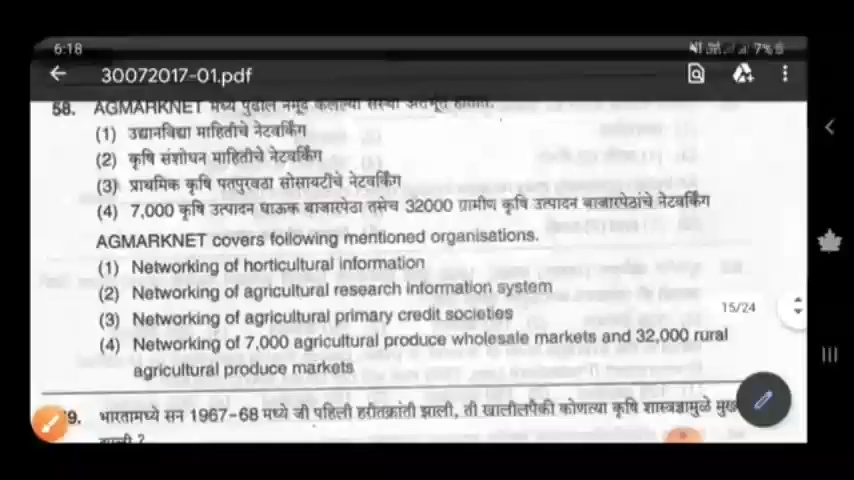 6:18
7%
30072017-01.pdf
58. AGMARKNET मध्ये पुढील नमूद केलेल्या संस्था अंतर्भूत होतात.
(1) उद्यानविद्या माहितीचे नेटवर्किंग
(2) कृषि संशोधन माहितीचे नेटवर्किंग
(3) प्राथमिक कृषि पतपुरवठा सोसायटीचे नेटवर्किंग
(4) 7,000 कृषि उत्पादन घाऊक बाजारपेठा तसेच 32000 ग्रामीण कृषि उत्पादन बाजारपेठांचे नेटवर्किंग
AGMARKNET covers following mentioned organisations.
(1) Networking of horticultural information
(2) Networking of agricultural research information system
(3) Networking of agricultural primary credit societies
15/24
(4) Networking of 7,000 agricultural produce wholesale markets and 32,000 rural
agricultural produce markets
9. भारतामध्ये सन 1967-68 मध्ये जी पहिली हरीतक्रांती झाली, ती खालीलपैकी कोणत्या कृषि शास्त्रज्ञामुळे मुख